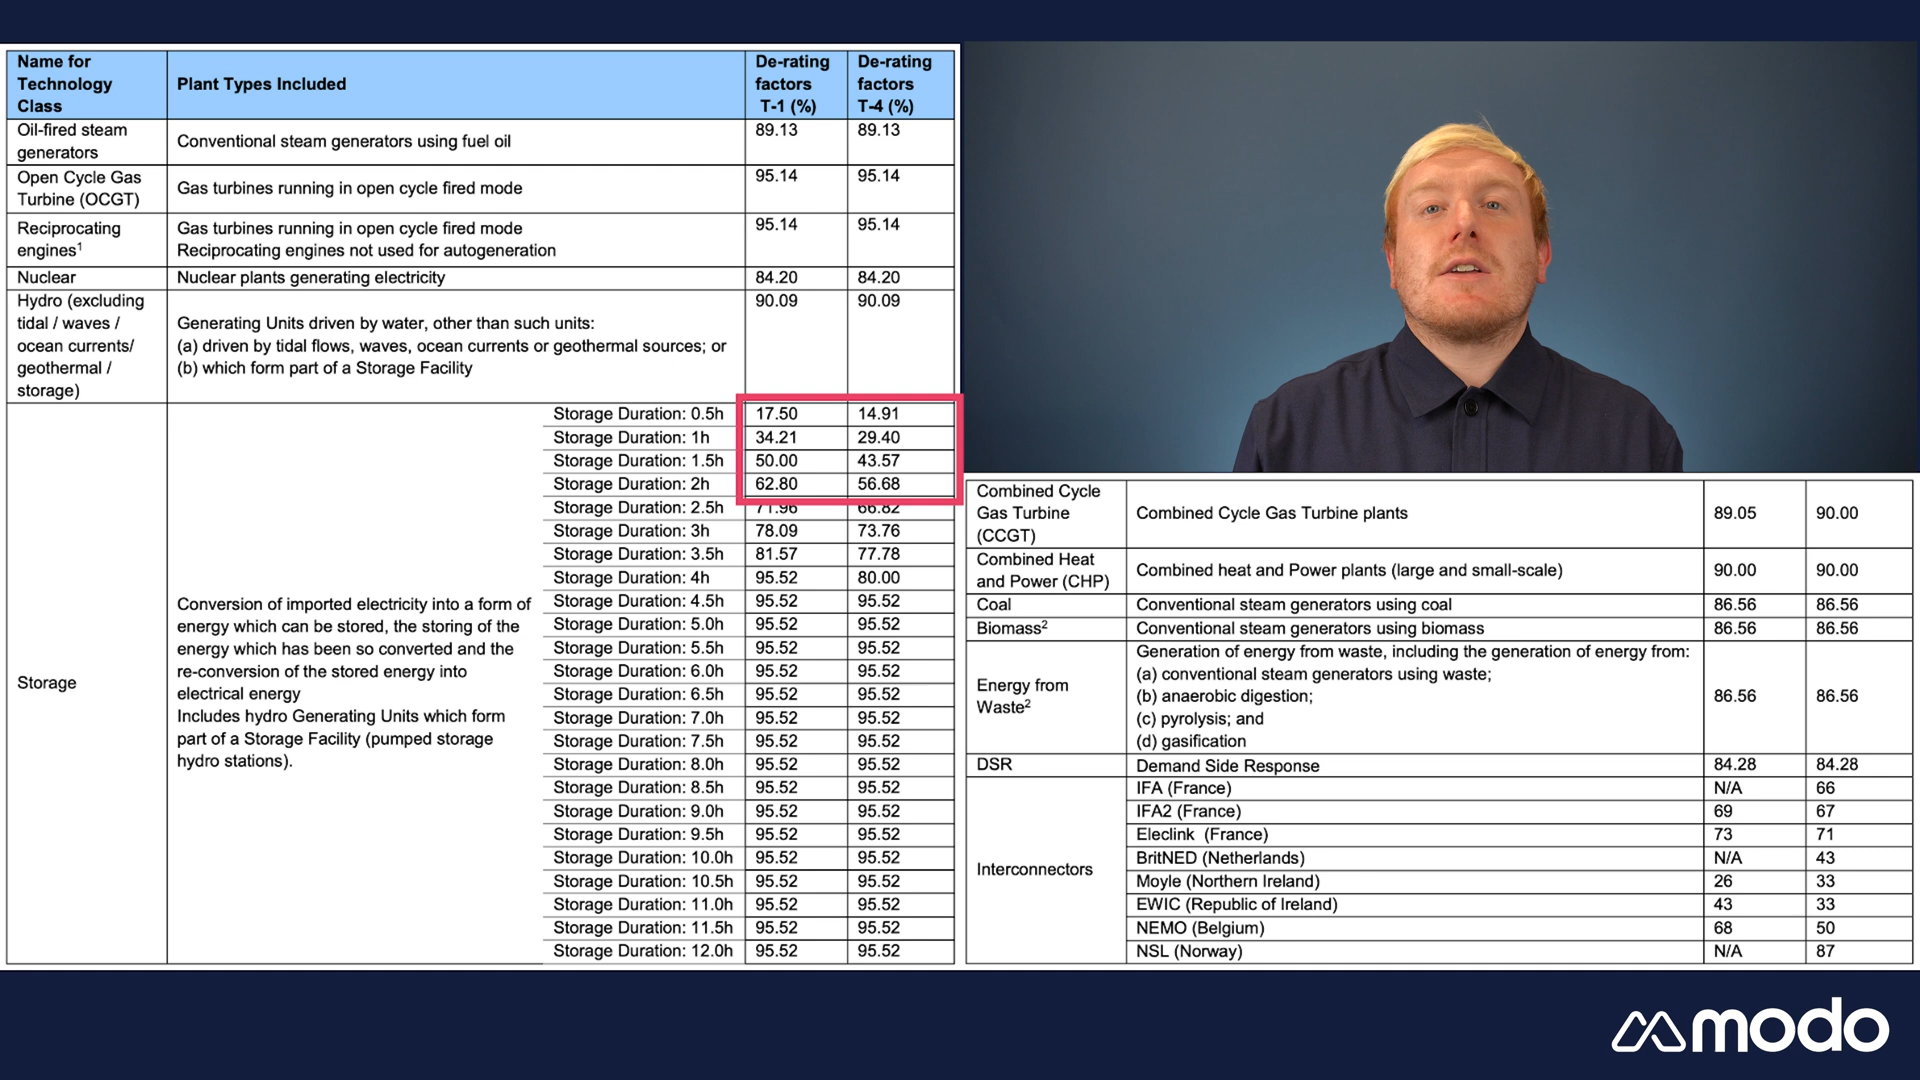 Name for Technology Class | Plant Types Included | De-rating factors T-1 (%) | De-rating factors T-4 (%)
Oil-fired steam generators | Conventional steam generators using fuel oil | 89.13 | 89.13
Open Cycle Gas Turbine (OCGT) | Gas turbines running in open cycle fired mode | 95.14 | 95.14
Reciprocating engines¹ | Gas turbines running in open cycle fired mode Reciprocating engines not used for autogeneration | 95.14 | 95.14
Nuclear | Nuclear plants generating electricity | 84.20 | 84.20
Hydro (excluding tidal / waves / ocean currents/ geothermal / storage) | Generating Units driven by water, other than such units: (a) driven by tidal flows, waves, ocean currents or geothermal sources; or (b) which form part of a Storage Facility | 90.09 | 90.09
Storage
Conversion of imported electricity into a form of
energy which can be stored, the storing of the
energy which has been so converted and the
re-conversion of the stored energy into
electrical energy
Includes hydro Generating Units which form
part of a Storage Facility (pumped storage
hydro stations).
Storage Duration: 0.5h | 17.50 | 14.91
Storage Duration: 1h | 34.21 | 29.40
Storage Duration: 1.5h | 50.00 | 43.57
Storage Duration: 2h | 62.80 | 56.68
Storage Duration: 2.5h | 71.96 | 66.82
Storage Duration: 3h | 78.09 | 73.76
Storage Duration: 3.5h | 81.57 | 77.78
Storage Duration: 4h | 95.52 | 80.00
Storage Duration: 4.5h | 95.52 | 95.52
Storage Duration: 5.0h | 95.52 | 95.52
Storage Duration: 5.5h | 95.52 | 95.52
Storage Duration: 6.0h | 95.52 | 95.52
Storage Duration: 6.5h | 95.52 | 95.52
Storage Duration: 7.0h | 95.52 | 95.52
Storage Duration: 7.5h | 95.52 | 95.52
Storage Duration: 8.0h | 95.52 | 95.52
Storage Duration: 8.5h | 95.52 | 95.52
Storage Duration: 9.0h | 95.52 | 95.52
Storage Duration: 9.5h | 95.52 | 95.52
Storage Duration: 10.0h | 95.52 | 95.52
Storage Duration: 10.5h | 95.52 | 95.52
Storage Duration: 11.0h | 95.52 | 95.52
Storage Duration: 11.5h | 95.52 | 95.52
Storage Duration: 12.0h | 95.52 | 95.52
Combined Cycle Gas Turbine (CCGT) | Combined Cycle Gas Turbine plants | 89.05 | 90.00
Combined Heat and Power (CHP) | Combined heat and Power plants (large and small-scale) | 90.00 | 90.00
Coal | Conventional steam generators using coal | 86.56 | 86.56
Biomass² | Conventional steam generators using biomass | 86.56 | 86.56
Energy from Waste² | Generation of energy from waste, including the generation of energy from: (a) conventional steam generators using waste; (b) anaerobic digestion; (c) pyrolysis; and (d) gasification | 86.56 | 86.56
DSR | Demand Side Response | 84.28 | 84.28
Interconnectors
IFA (France) | N/A | 66
IFA2 (France) | 69 | 67
Eleclink (France) | 73 | 71
BritNED (Netherlands) | N/A | 43
Moyle (Northern Ireland) | 26 | 33
EWIC (Republic of Ireland) | 43 | 33
NEMO (Belgium) | 68 | 50
NSL (Norway) | N/A | 87
modo